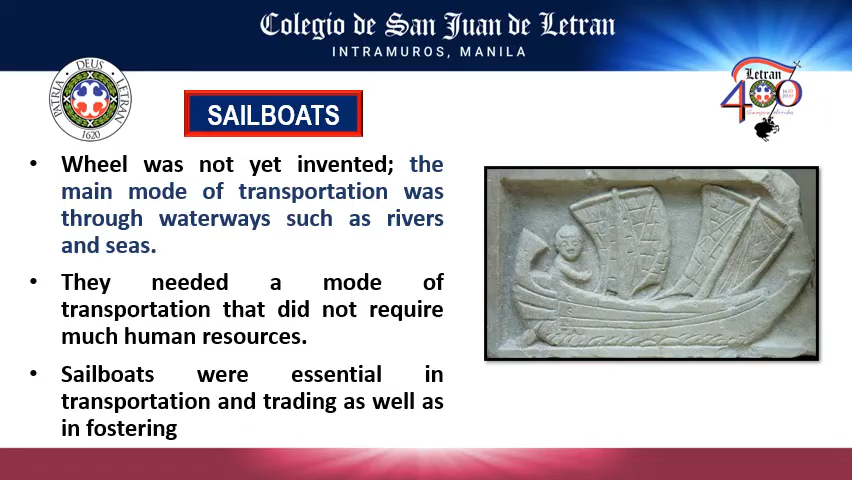 Colegio de San Juan de Letran
INTRAMUROS, MANILA
DEUS
PATRIA
LETRAN
1620
Letran
400
SAILBOATS
• Wheel was not yet invented; the
main mode of transportation was
through waterways such as rivers
and seas.
• They needed a mode of
transportation that did not require
much human resources.
• Sailboats were essential in
transportation and trading as well as
in fostering